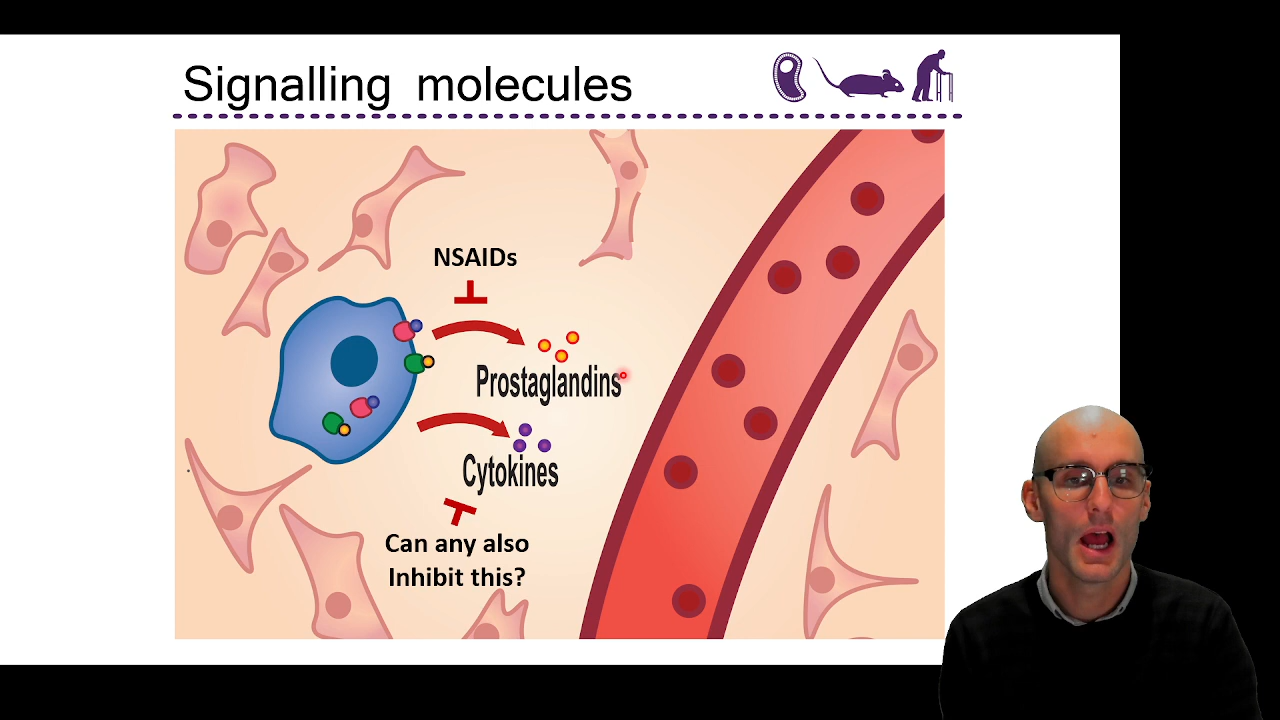 Signalling molecules
NSAIDs
Prostaglandins
Cytokines
Can any also
Inhibit this?